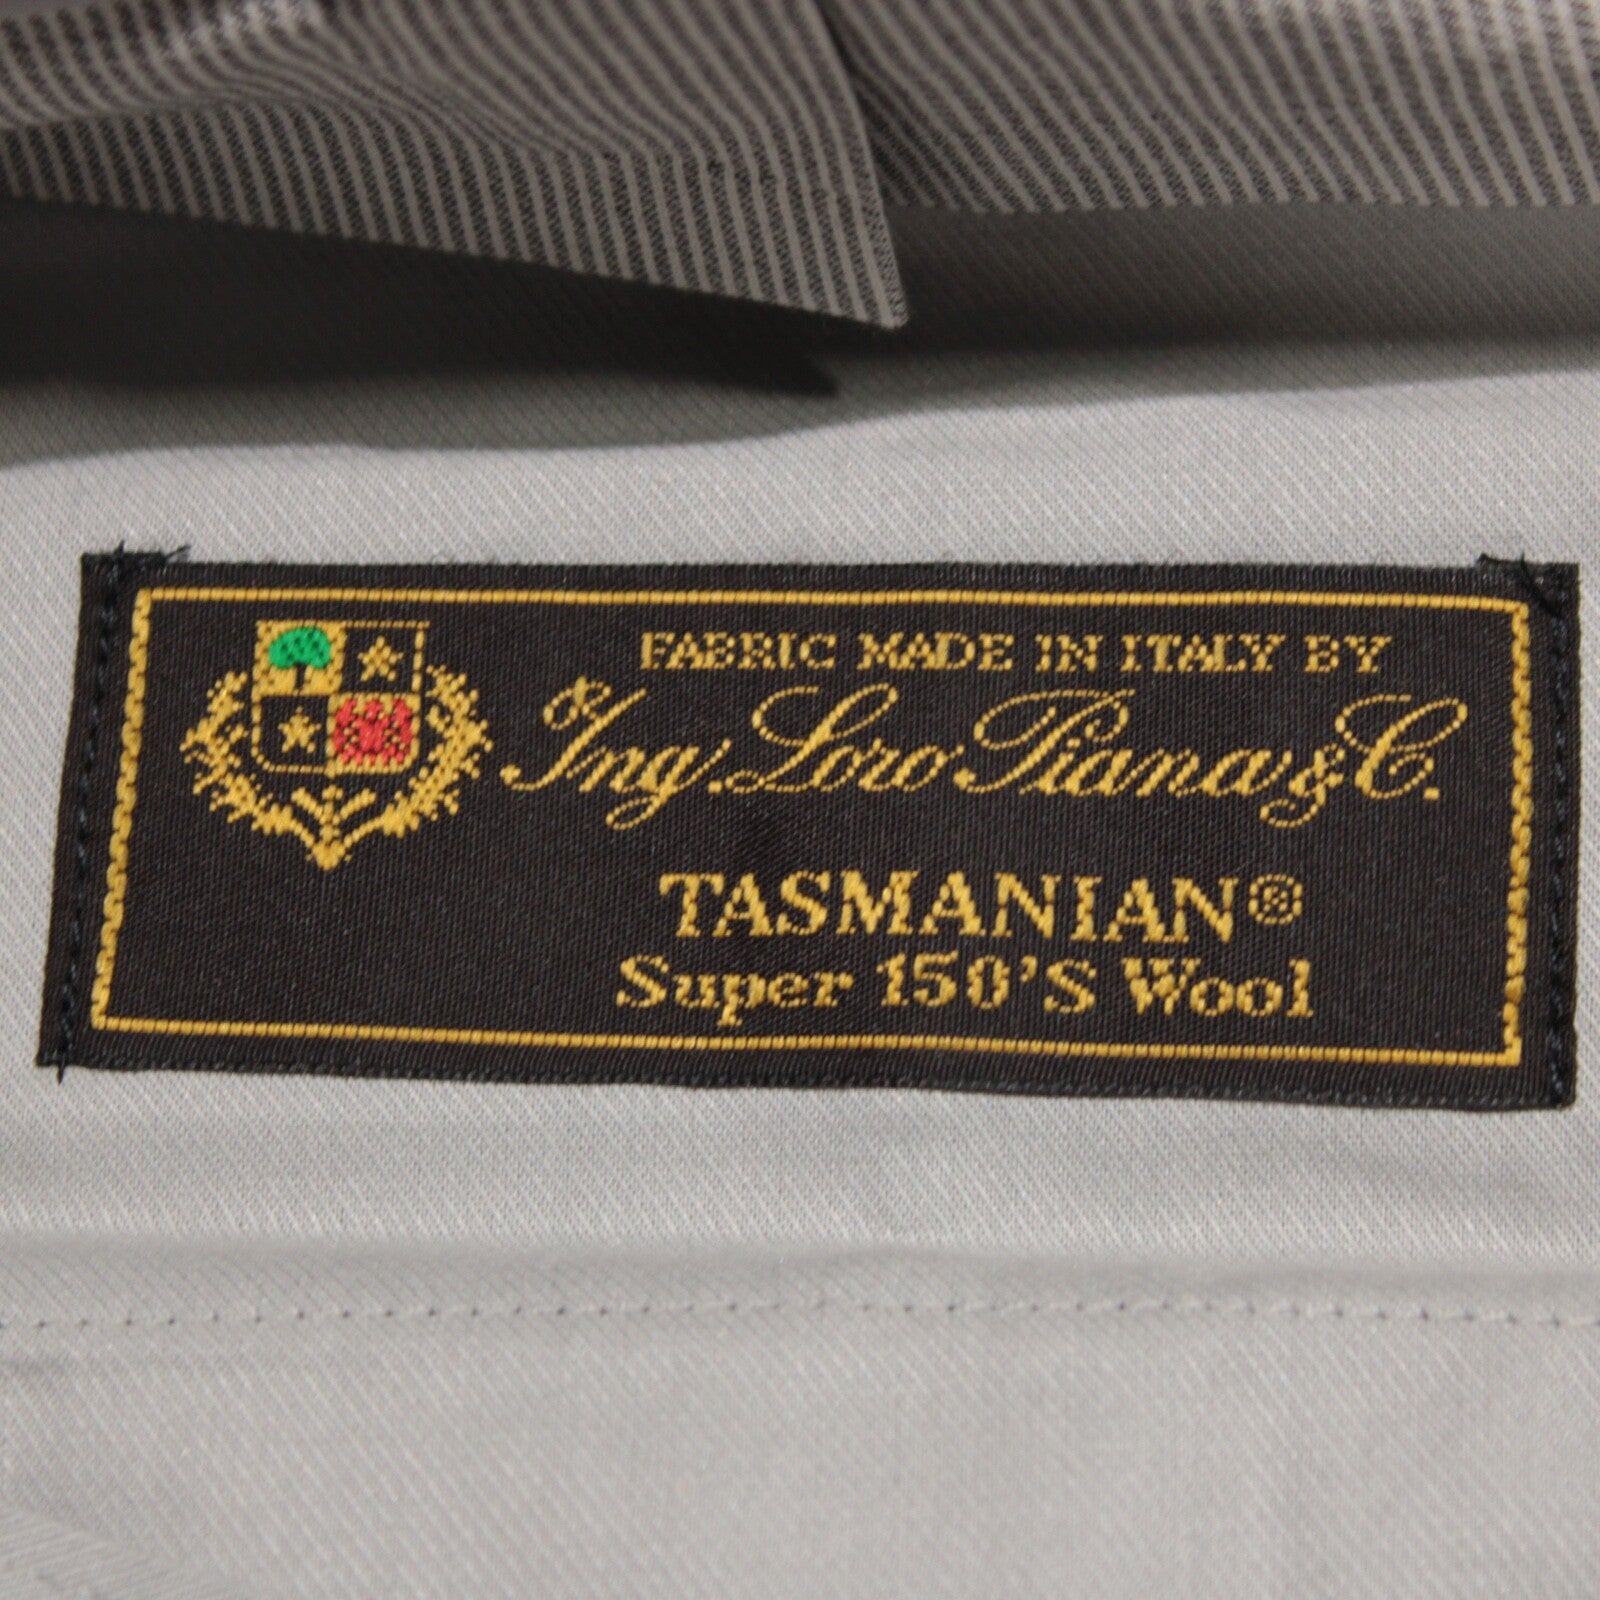 FABRIC MADE IN ITALY BY
Ing. Loro Piana & C.
TASMANIAN®
Super 150'S Wool